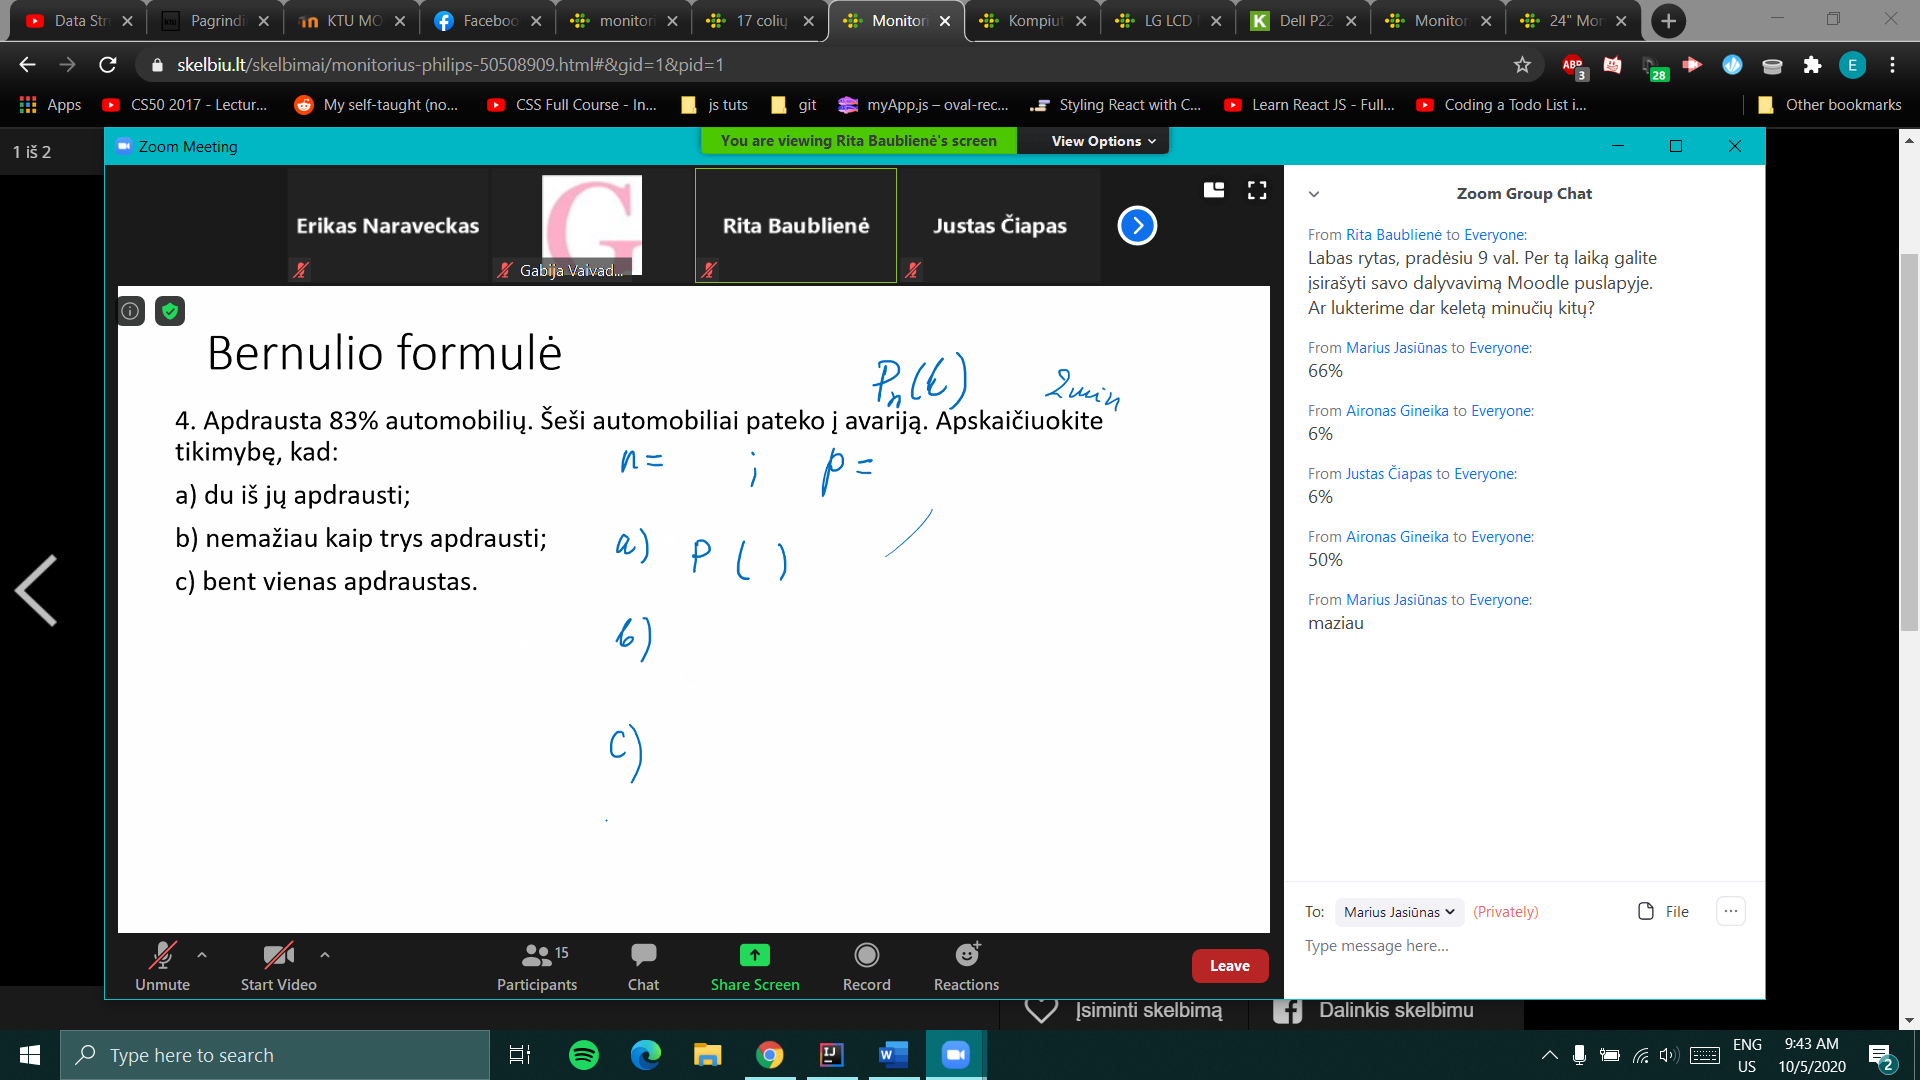 Data Str
Pagrindi
KTU MO
Faceboo
monitori
17 colių
Monitori
Kompiut
LG LCD
Dell P22
Monitor
24" Mon
skelbiu.lt/skelbimai/monitorius-philips-50508909.html#&gid=1&pid=1
ABP
3
28
E
Apps
CS50 2017 - Lectur...
My self-taught (no...
CSS Full Course - In...
js tuts
git
myApp.js – oval-rec...
Styling React with C...
Learn React JS - Full...
Coding a Todo List i...
Other bookmarks
1 iš 2
Zoom Meeting
You are viewing Rita Baublienė's screen
View Options
Erikas Naraveckas
G
Gabija Vaivad...
Rita Baublienė
Justas Čiapas
Bernulio formulė
Pn(k)
2 min
4. Apdrausta 83% automobilių. Šeši automobiliai pateko į avariją. Apskaičiuokite
tikimybę, kad:
n = ; p =
a) du iš jų apdrausti;
b) nemažiau kaip trys apdrausti;
c) bent vienas apdraustas.
a) P ( )
b)
c)
Zoom Group Chat
From Rita Baublienė to Everyone:
Labas rytas, pradėsiu 9 val. Per tą laiką galite
įsirašyti savo dalyvavimą Moodle puslapyje.
Ar lukterime dar keletą minučių kitų?
From Marius Jasiūnas to Everyone:
66%
From Aironas Gineika to Everyone:
6%
From Justas Čiapas to Everyone:
6%
From Aironas Gineika to Everyone:
50%
From Marius Jasiūnas to Everyone:
maziau
To: Marius Jasiūnas (Privately)
File
Type message here...
Unmute
Start Video
15
Participants
Chat
Share Screen
Record
Reactions
Leave
Įsiminti skelbimą
Dalinkis skelbimu
Type here to search
ENG
US
9:43 AM
10/5/2020
2